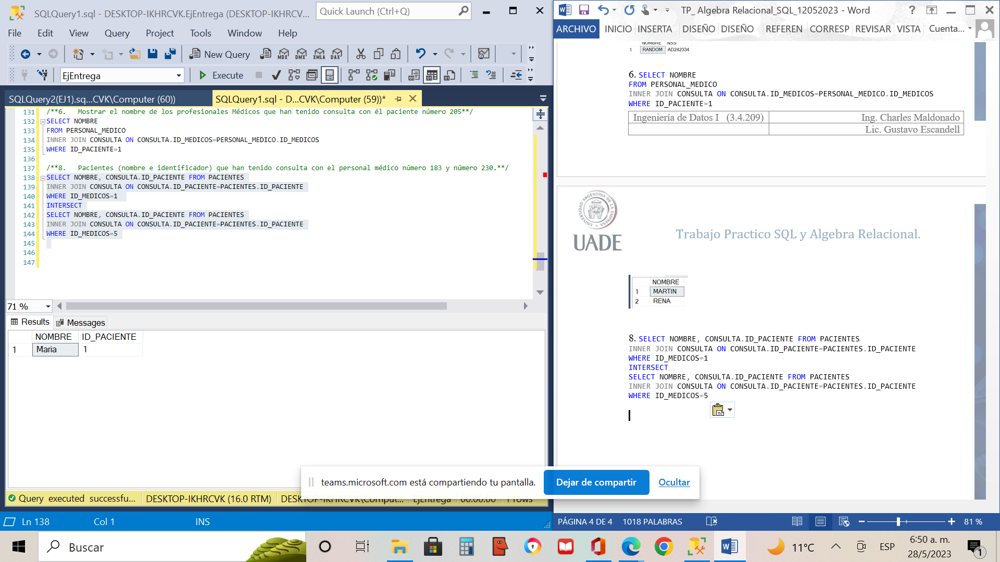 SQLQuery1.sql - DESKTOP-IKHRCVK.EjEntrega (DESKTOP-IKHRCV...
Quick Launch (Ctrl+Q)
File Edit View Query Project Tools Window Help
New Query
MDX DMX XMLA DAX
EjEntrega
Execute
SQLQuery2(EJ1).sq...CVK\Computer (60))
SQLQuery1.sql - D...CVK\Computer (59))*
131 /**6. Mostrar el nombre de los profesionales Médicos que han tenido consulta con él paciente número 205**/
132 SELECT NOMBRE
133 FROM PERSONAL_MEDICO
134 INNER JOIN CONSULTA ON CONSULTA.ID_MEDICOS=PERSONAL_MEDICO.ID_MEDICOS
135 WHERE ID_PACIENTE=1
136
137 /**8. Pacientes (nombre e identificador) que han tenido consulta con el personal médico número 183 y número 230.**/
138 SELECT NOMBRE, CONSULTA.ID_PACIENTE FROM PACIENTES
139 INNER JOIN CONSULTA ON CONSULTA.ID_PACIENTE=PACIENTES.ID_PACIENTE
140 WHERE ID_MEDICOS=1
141 INTERSECT
142 SELECT NOMBRE, CONSULTA.ID_PACIENTE FROM PACIENTES
143 INNER JOIN CONSULTA ON CONSULTA.ID_PACIENTE=PACIENTES.ID_PACIENTE
144 WHERE ID_MEDICOS=5
145
146
147
71 %
Results Messages
NOMBRE ID_PACIENTE
1 Maria 1
Query executed successfu... DESKTOP-IKHRCVK (16.0 RTM) DESKTOP-IKHRCVK\Comput... EjEntrega 00:00:00 1 rows
Ln 138 Col 1 INS
TP_ Algebra Relacional_SQL_12052023 - Word
ARCHIVO INICIO INSERTA DISEÑO DISEÑO REFEREN CORRESP REVISAR VISTA Cuenta...
NOMBRE NSS
1 RANDOM AD242334
6. SELECT NOMBRE
FROM PERSONAL_MEDICO
INNER JOIN CONSULTA ON CONSULTA.ID_MEDICOS=PERSONAL_MEDICO.ID_MEDICOS
WHERE ID_PACIENTE=1
Ingeniería de Datos I (3.4.209) Ing. Charles Maldonado
Lic. Gustavo Escandell
UNIVERSIDAD ARGENTINA DE LA EMPRESA
UADE
Trabajo Practico SQL y Algebra Relacional.
NOMBRE
1 MARTIN
2 RENA
8. SELECT NOMBRE, CONSULTA.ID_PACIENTE FROM PACIENTES
INNER JOIN CONSULTA ON CONSULTA.ID_PACIENTE=PACIENTES.ID_PACIENTE
WHERE ID_MEDICOS=1
INTERSECT
SELECT NOMBRE, CONSULTA.ID_PACIENTE FROM PACIENTES
INNER JOIN CONSULTA ON CONSULTA.ID_PACIENTE=PACIENTES.ID_PACIENTE
WHERE ID_MEDICOS=5
teams.microsoft.com está compartiendo tu pantalla. Dejar de compartir Ocultar
PÁGINA 4 DE 4 1018 PALABRAS 81 %
Buscar
11°C ESP 6:50 a. m.
28/5/2023
1